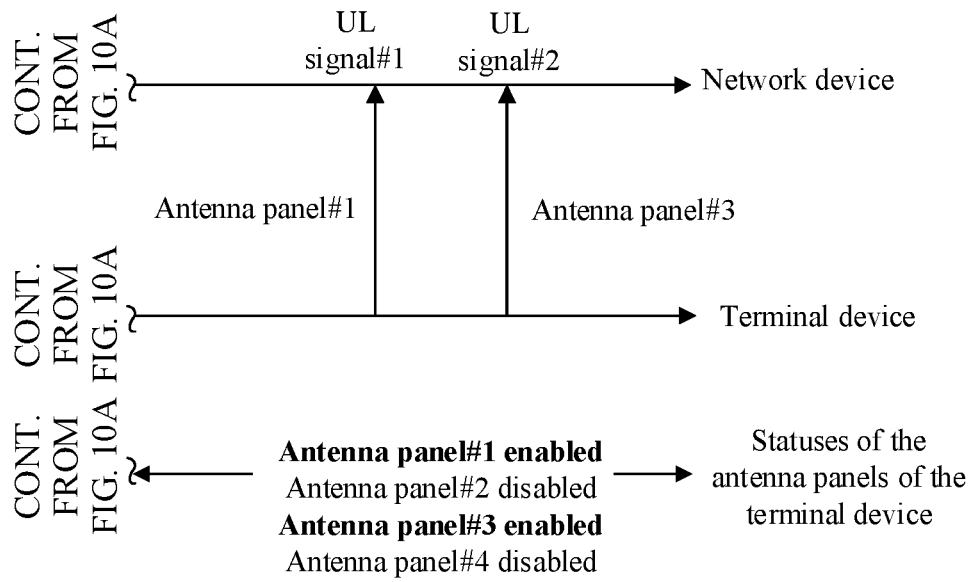 UL
signal#1
UL
signal#2
CONT.
FROM
FIG. 10A
Network device
Antenna panel#1
Antenna panel#3
CONT.
FROM
FIG. 10A
Terminal device
CONT.
FROM
FIG. 10A
Antenna panel#1 enabled
Antenna panel#2 disabled
Antenna panel#3 enabled
Antenna panel#4 disabled
Statuses of the
antenna panels of the
terminal device